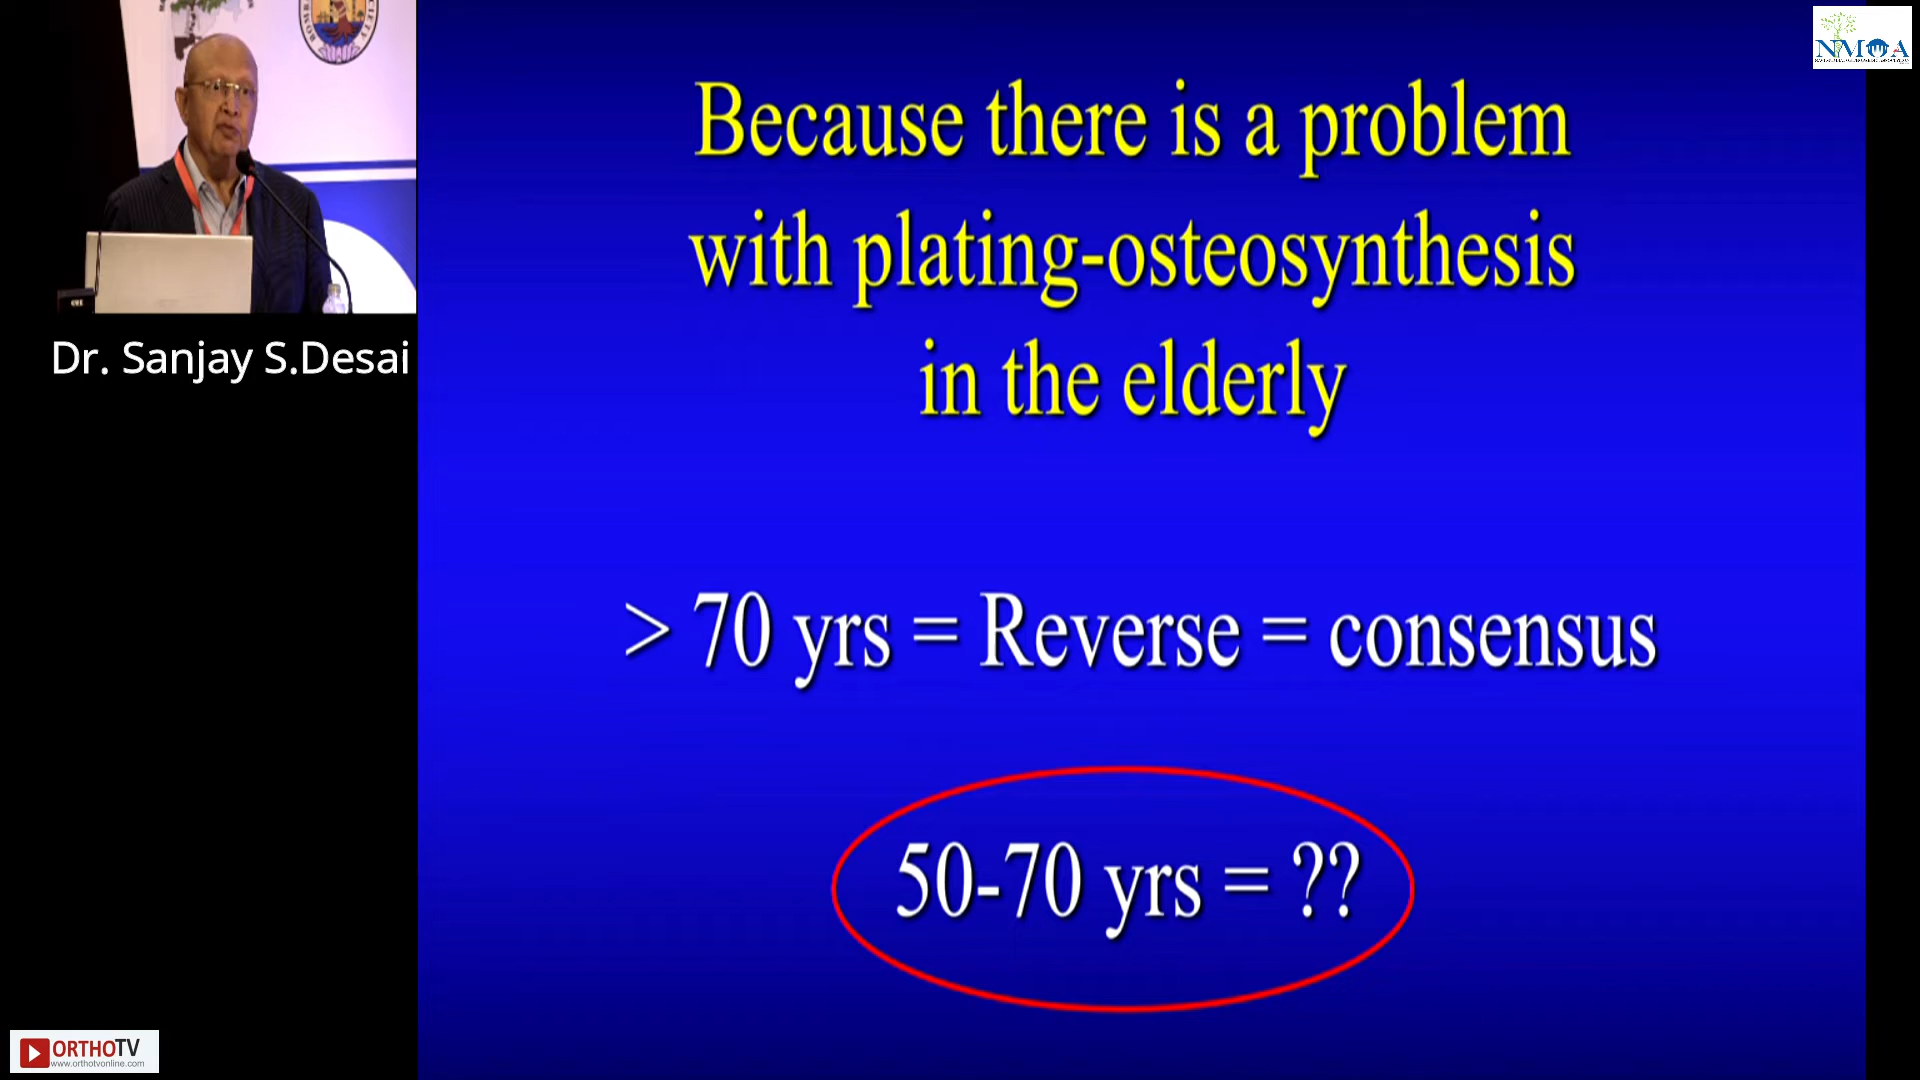 NMOA
Dr. Sanjay S.Desai
Because there is a problem
with plating-osteosynthesis
in the elderly
> 70 yrs = Reverse = consensus
50-70 yrs = ??
ORTHOTV
www.orthotvonline.com